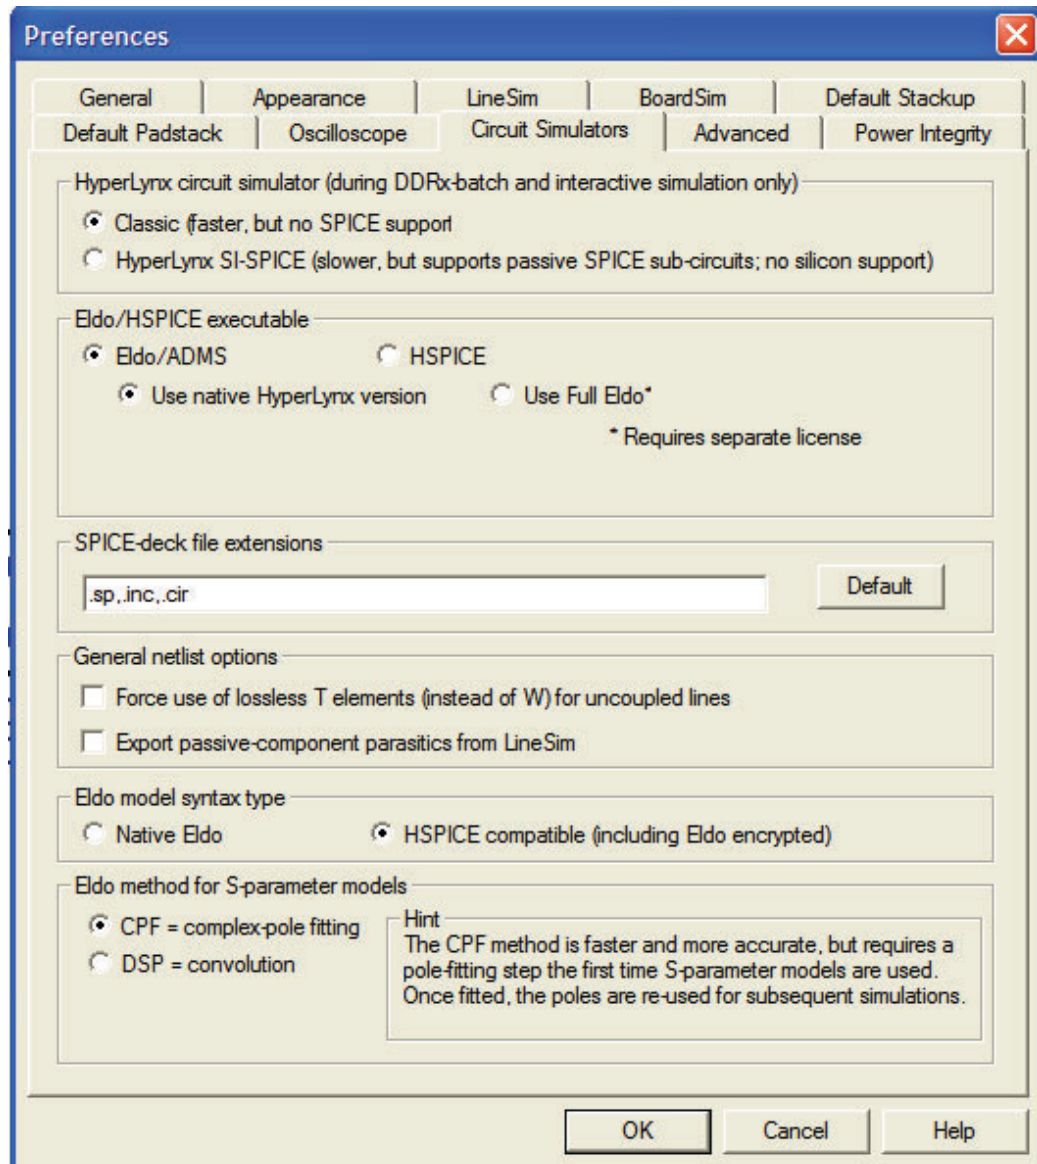 Preferences
General Appearance LineSim BoardSim Default Stackup
Default Padstack Oscilloscope Circuit Simulators Advanced Power Integrity
HyperLynx circuit simulator (during DDRx-batch and interactive simulation only)
Classic (faster, but no SPICE support
HyperLynx SI-SPICE (slower, but supports passive SPICE sub-circuits; no silicon support)
Eldo/HSPICE executable
Eldo/ADMS HSPICE
Use native HyperLynx version Use Full Eldo*
* Requires separate license
SPICE-deck file extensions
.sp,.inc,.cir Default
General netlist options
Force use of lossless T elements (instead of W) for uncoupled lines
Export passive-component parasitics from LineSim
Eldo model syntax type
Native Eldo HSPICE compatible (including Eldo encrypted)
Eldo method for S-parameter models
CPF = complex-pole fitting
DSP = convolution
Hint
The CPF method is faster and more accurate, but requires a
pole-fitting step the first time S-parameter models are used.
Once fitted, the poles are re-used for subsequent simulations.
OK Cancel Help